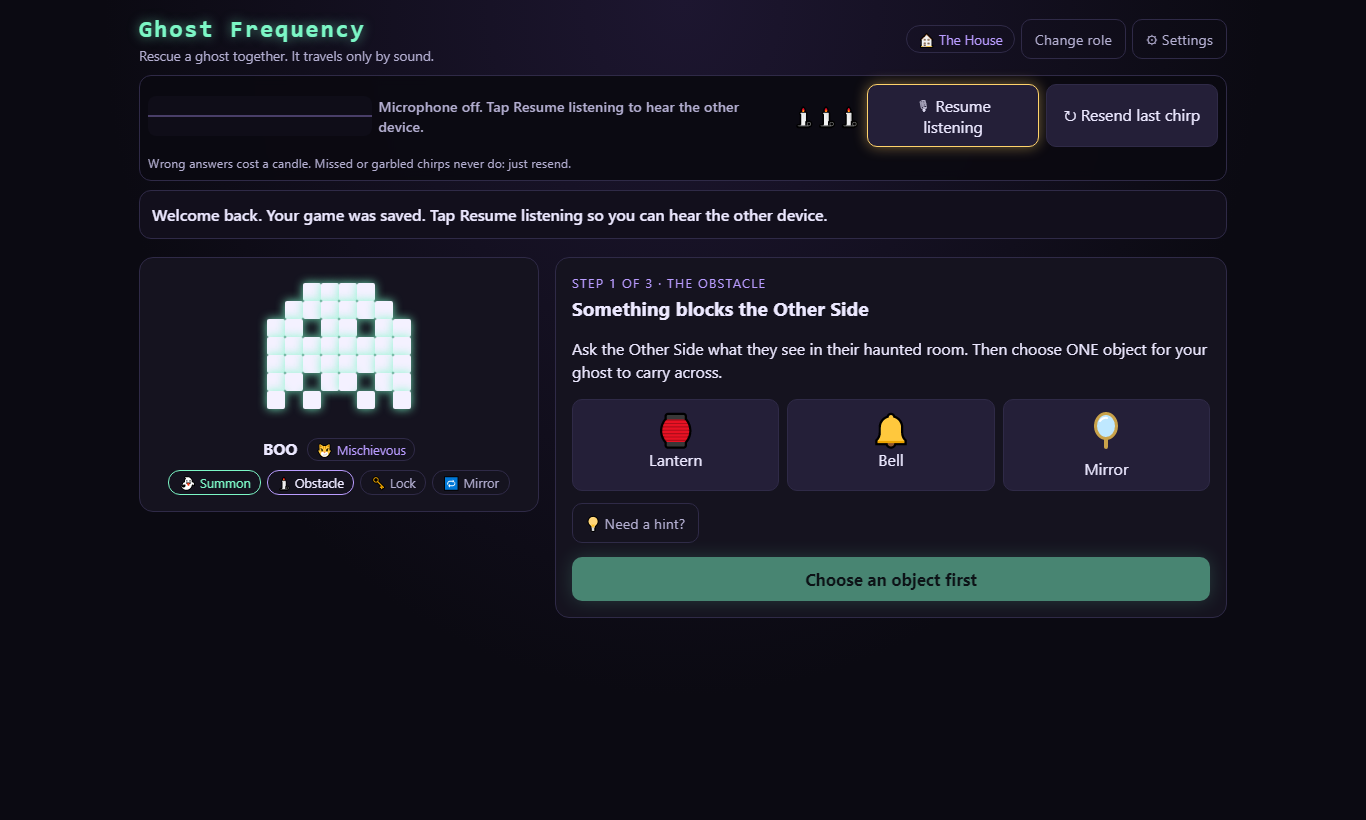 Ghost Frequency
Rescue a ghost together. It travels only by sound.
The House
Change role
Settings
Microphone off. Tap Resume listening to hear the other
device.
Resume
listening
Resend last chirp
Wrong answers cost a candle. Missed or garbled chirps never do: just resend.
Welcome back. Your game was saved. Tap Resume listening so you can hear the other device.
BOO
Mischievous
Summon
Obstacle
Lock
Mirror
STEP 1 OF 3 · THE OBSTACLE
Something blocks the Other Side
Ask the Other Side what they see in their haunted room. Then choose ONE object for your
ghost to carry across.
Lantern
Bell
Mirror
Need a hint?
Choose an object first